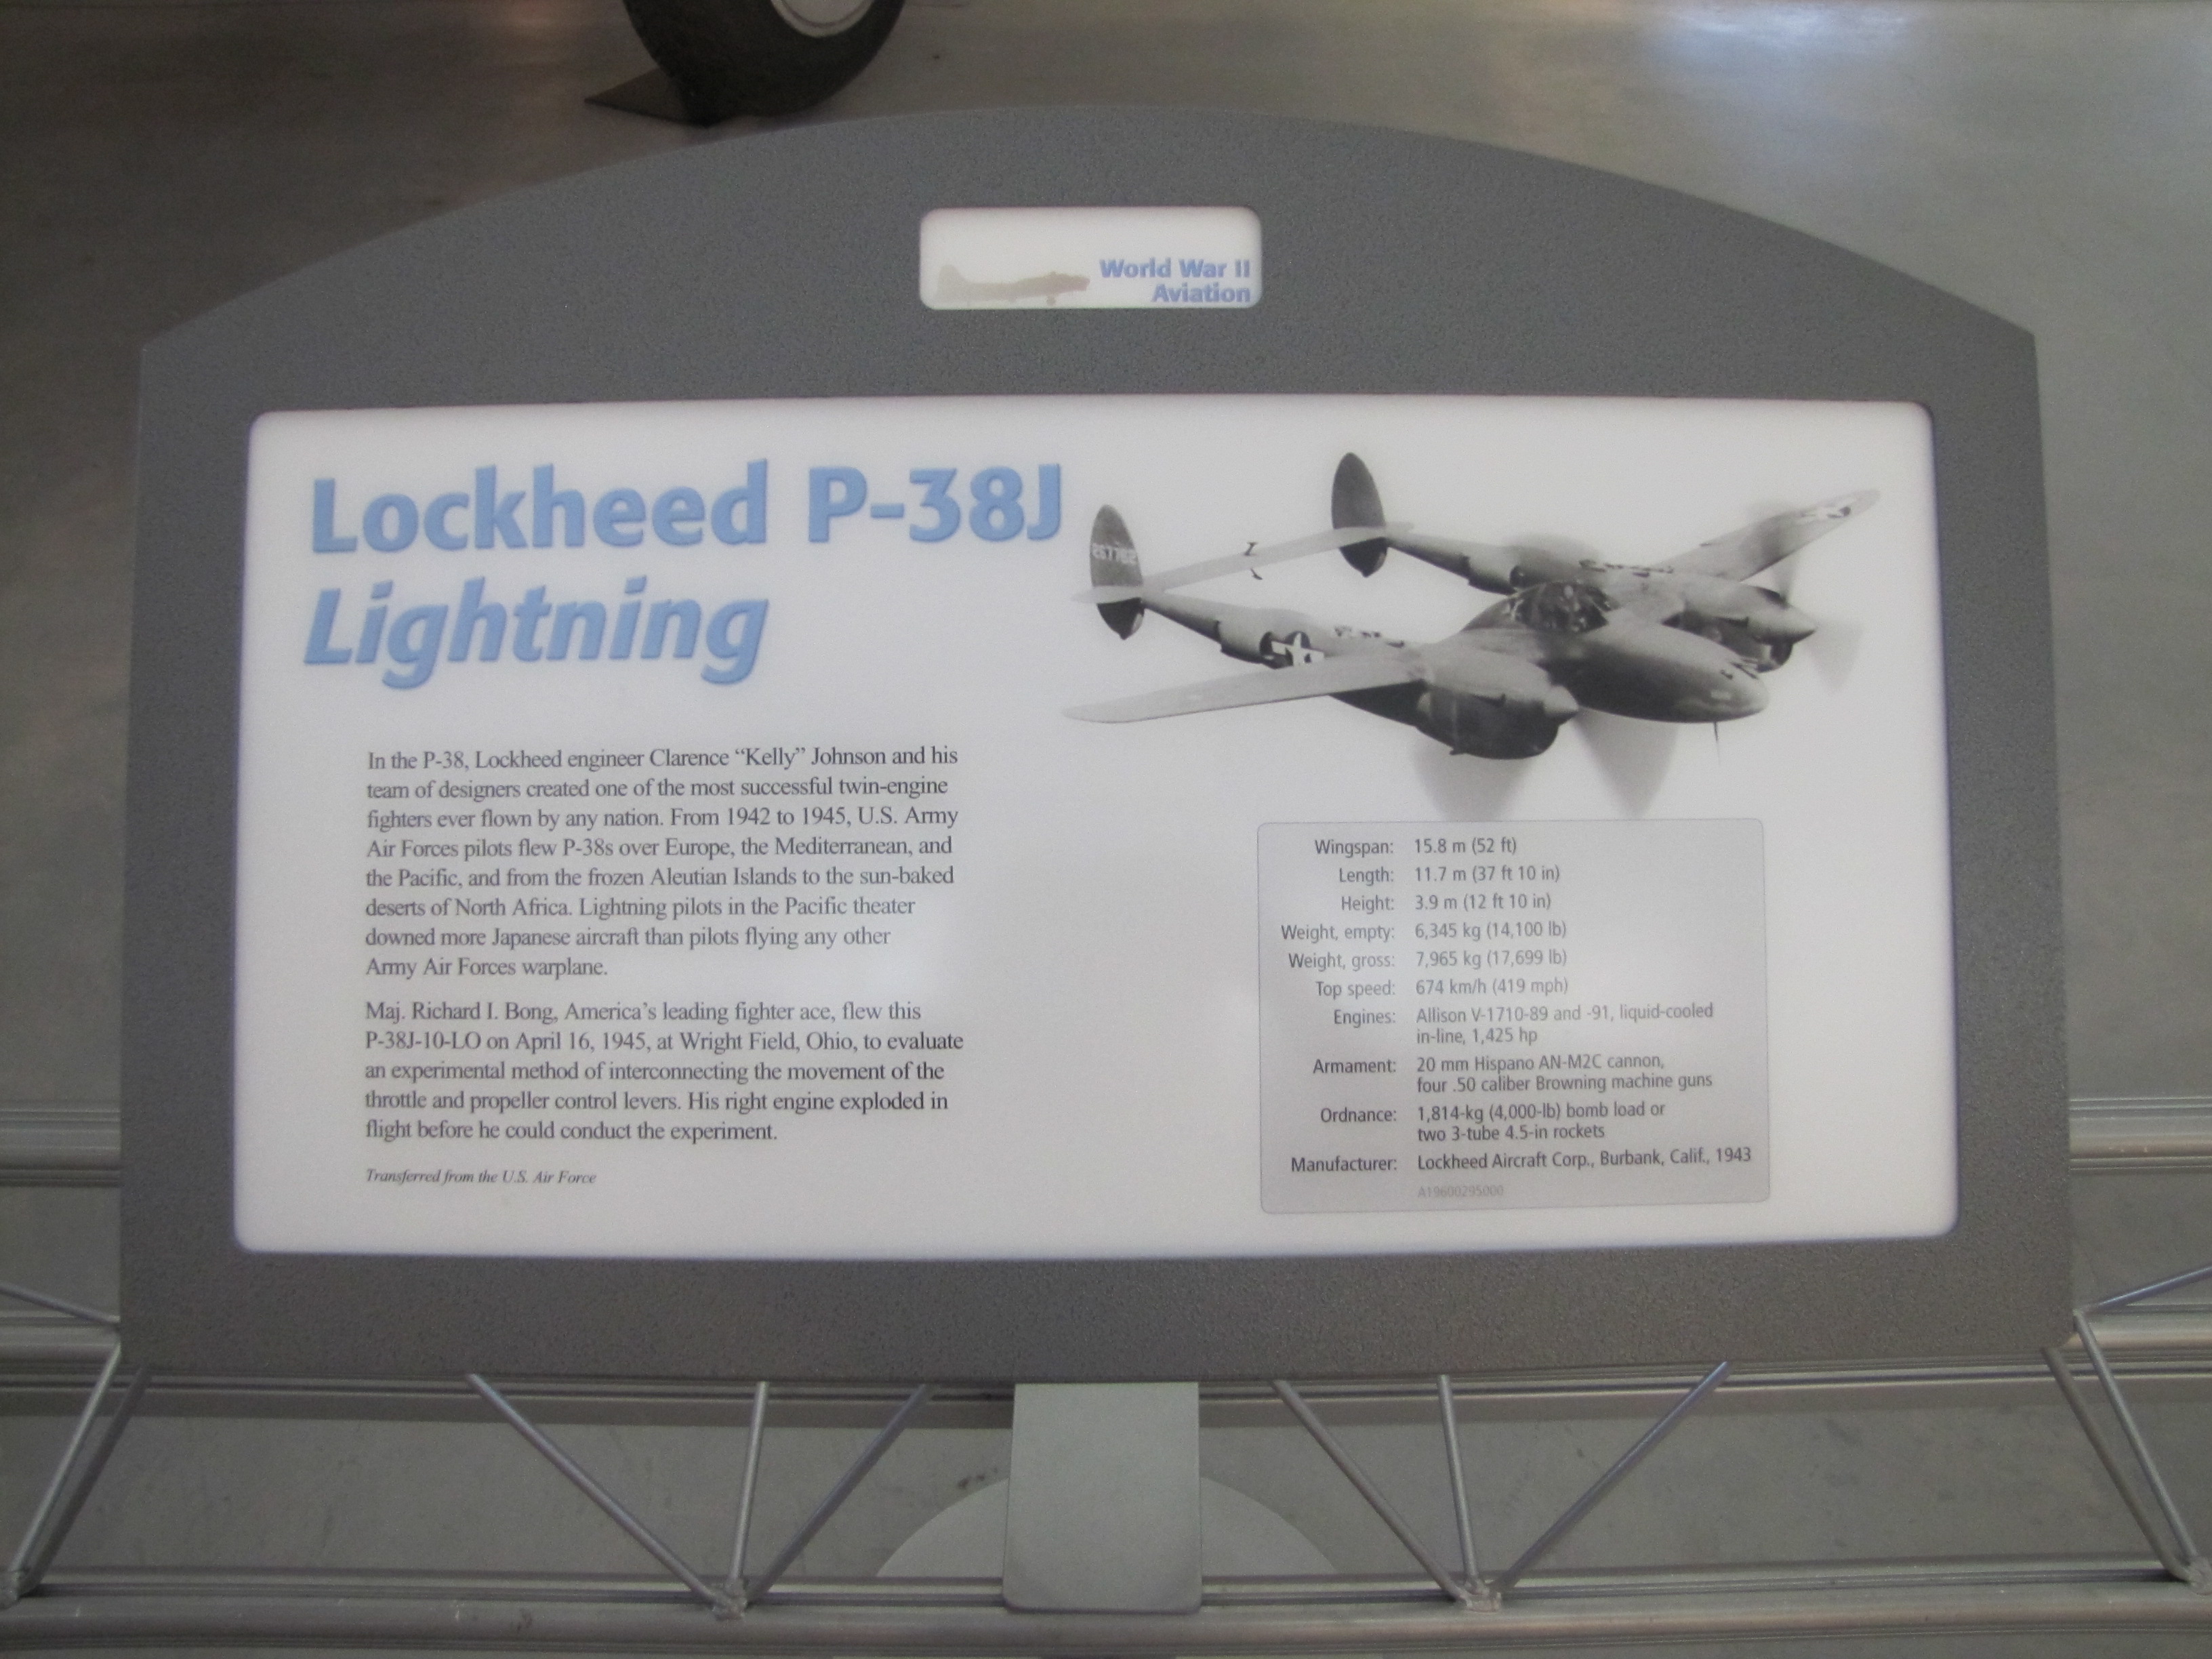 World War II
Aviation
Lockheed P-38J
Lightning
In the P-38, Lockheed engineer Clarence “Kelly” Johnson and his
team of designers created one of the most successful twin-engine
fighters ever flown by any nation. From 1942 to 1945, U.S. Army
Air Forces pilots flew P-38s over Europe, the Mediterranean, and
the Pacific, and from the frozen Aleutian Islands to the sun-baked
deserts of North Africa. Lightning pilots in the Pacific theater
downed more Japanese aircraft than pilots flying any other
Army Air Forces warplane.
Maj. Richard I. Bong, America’s leading fighter ace, flew this
P-38J-10-LO on April 16, 1945, at Wright Field, Ohio, to evaluate
an experimental method of interconnecting the movement of the
throttle and propeller control levers. His right engine exploded in
flight before he could conduct the experiment.
Transferred from the U.S. Air Force
Wingspan: 15.8 m (52 ft)
Length: 11.7 m (37 ft 10 in)
Height: 3.9 m (12 ft 10 in)
Weight, empty: 6,345 kg (14,100 lb)
Weight, gross: 7,965 kg (17,699 lb)
Top speed: 674 km/h (419 mph)
Engines: Allison V-1710-89 and -91, liquid-cooled
in-line, 1,425 hp
Armament: 20 mm Hispano AN-M2C cannon,
four .50 caliber Browning machine guns
Ordnance: 1,814-kg (4,000-lb) bomb load or
two 3-tube 4.5-in rockets
Manufacturer: Lockheed Aircraft Corp., Burbank, Calif., 1943
A19600295000